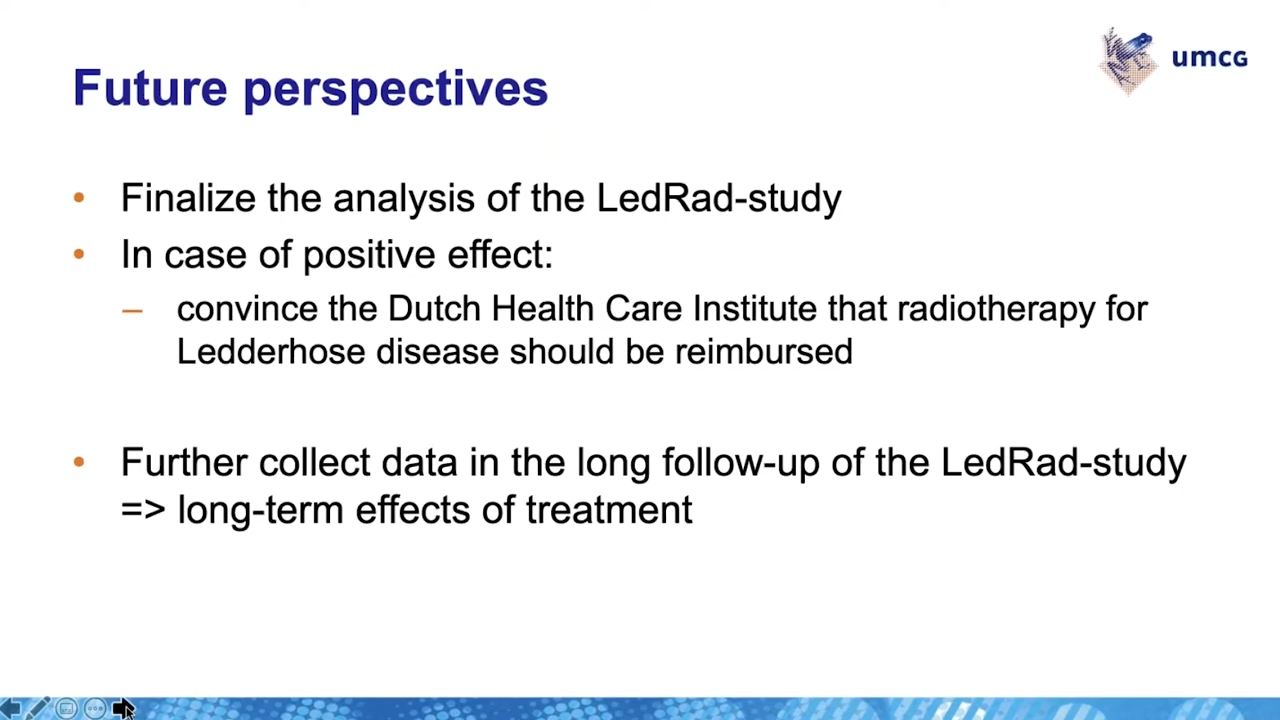 umcg
Future perspectives
• Finalize the analysis of the LedRad-study
• In case of positive effect:
– convince the Dutch Health Care Institute that radiotherapy for
Ledderhose disease should be reimbursed
• Further collect data in the long follow-up of the LedRad-study
=> long-term effects of treatment